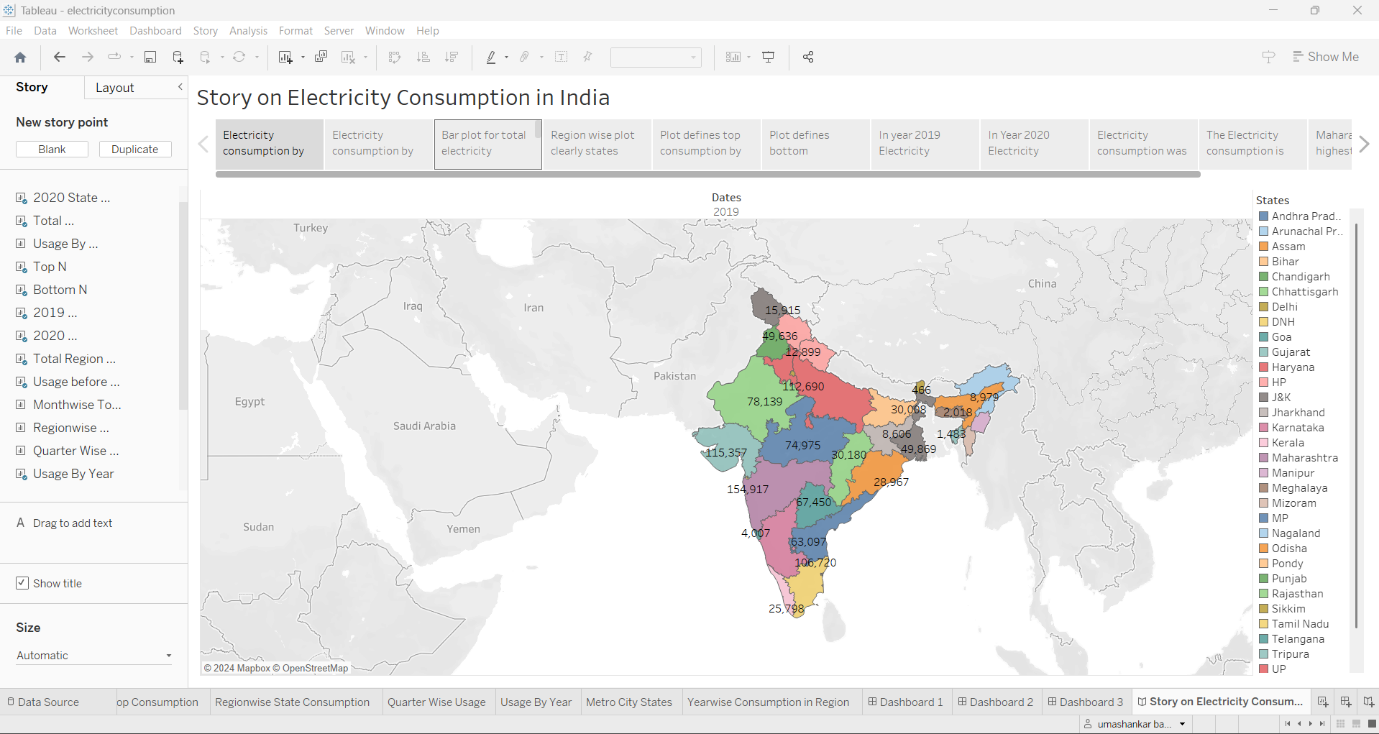 Tableau - electricityconsumption
File Data Worksheet Dashboard Story Analysis Format Server Window Help
Show Me
Story Layout
Story on Electricity Consumption in India
New story point
Blank Duplicate
Electricity consumption by
Electricity consumption by
Bar plot for total electricity
Region wise plot clearly states
Plot defines top consumption by
Plot defines bottom
In year 2019 Electricity
In Year 2020 Electricity
Electricity consumption was
The Electricity consumption is
Mahara highest
2020 State ...
Total ...
Usage By ...
Top N
Bottom N
2019 ...
2020 ...
Total Region ...
Usage before ...
Monthwise To...
Regionwise ...
Quarter Wise ...
Usage By Year
A Drag to add text
Show title
Size
Automatic
Dates
2019
Turkey
China
Iraq
Iran
Pakistan
Egypt
Saudi Arabia
Sudan
Yemen
15,915
49,636
12,899
112,690
466
78,139
8,979
30,008
2,018
8,606
1,483
74,975
49,869
115,357
30,180
28,967
154,917
67,450
4,007
63,097
106,720
25,798
© 2024 Mapbox © OpenStreetMap
States
Andhra Prad..
Arunachal Pr..
Assam
Bihar
Chandigarh
Chhattisgarh
Delhi
DNH
Goa
Gujarat
Haryana
HP
J&K
Jharkhand
Karnataka
Kerala
Maharashtra
Manipur
Meghalaya
Mizoram
MP
Nagaland
Odisha
Pondy
Punjab
Rajasthan
Sikkim
Tamil Nadu
Telangana
Tripura
UP
Data Source op Consumption Regionwise State Consumption Quarter Wise Usage Usage By Year Metro City States Yearwise Consumption in Region Dashboard 1 Dashboard 2 Dashboard 3 Story on Electricity Consum...
umashankar ba...